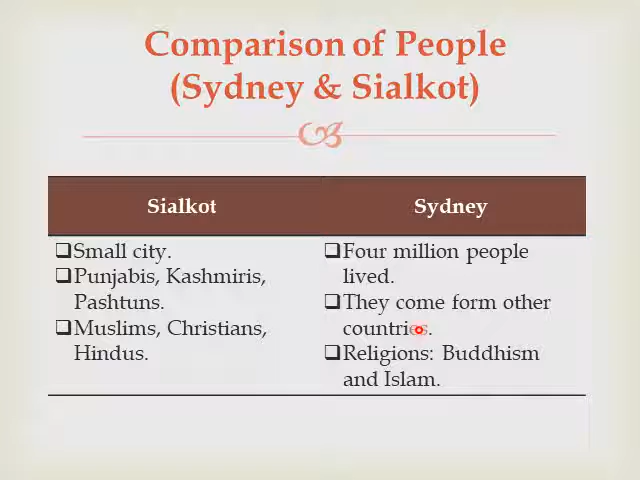 Comparison of People
(Sydney & Sialkot)
Sialkot
Sydney
Small city.
Punjabis, Kashmiris,
Pashtuns.
Muslims, Christians,
Hindus.
Four million people
lived.
They come form other
countries.
Religions: Buddhism
and Islam.